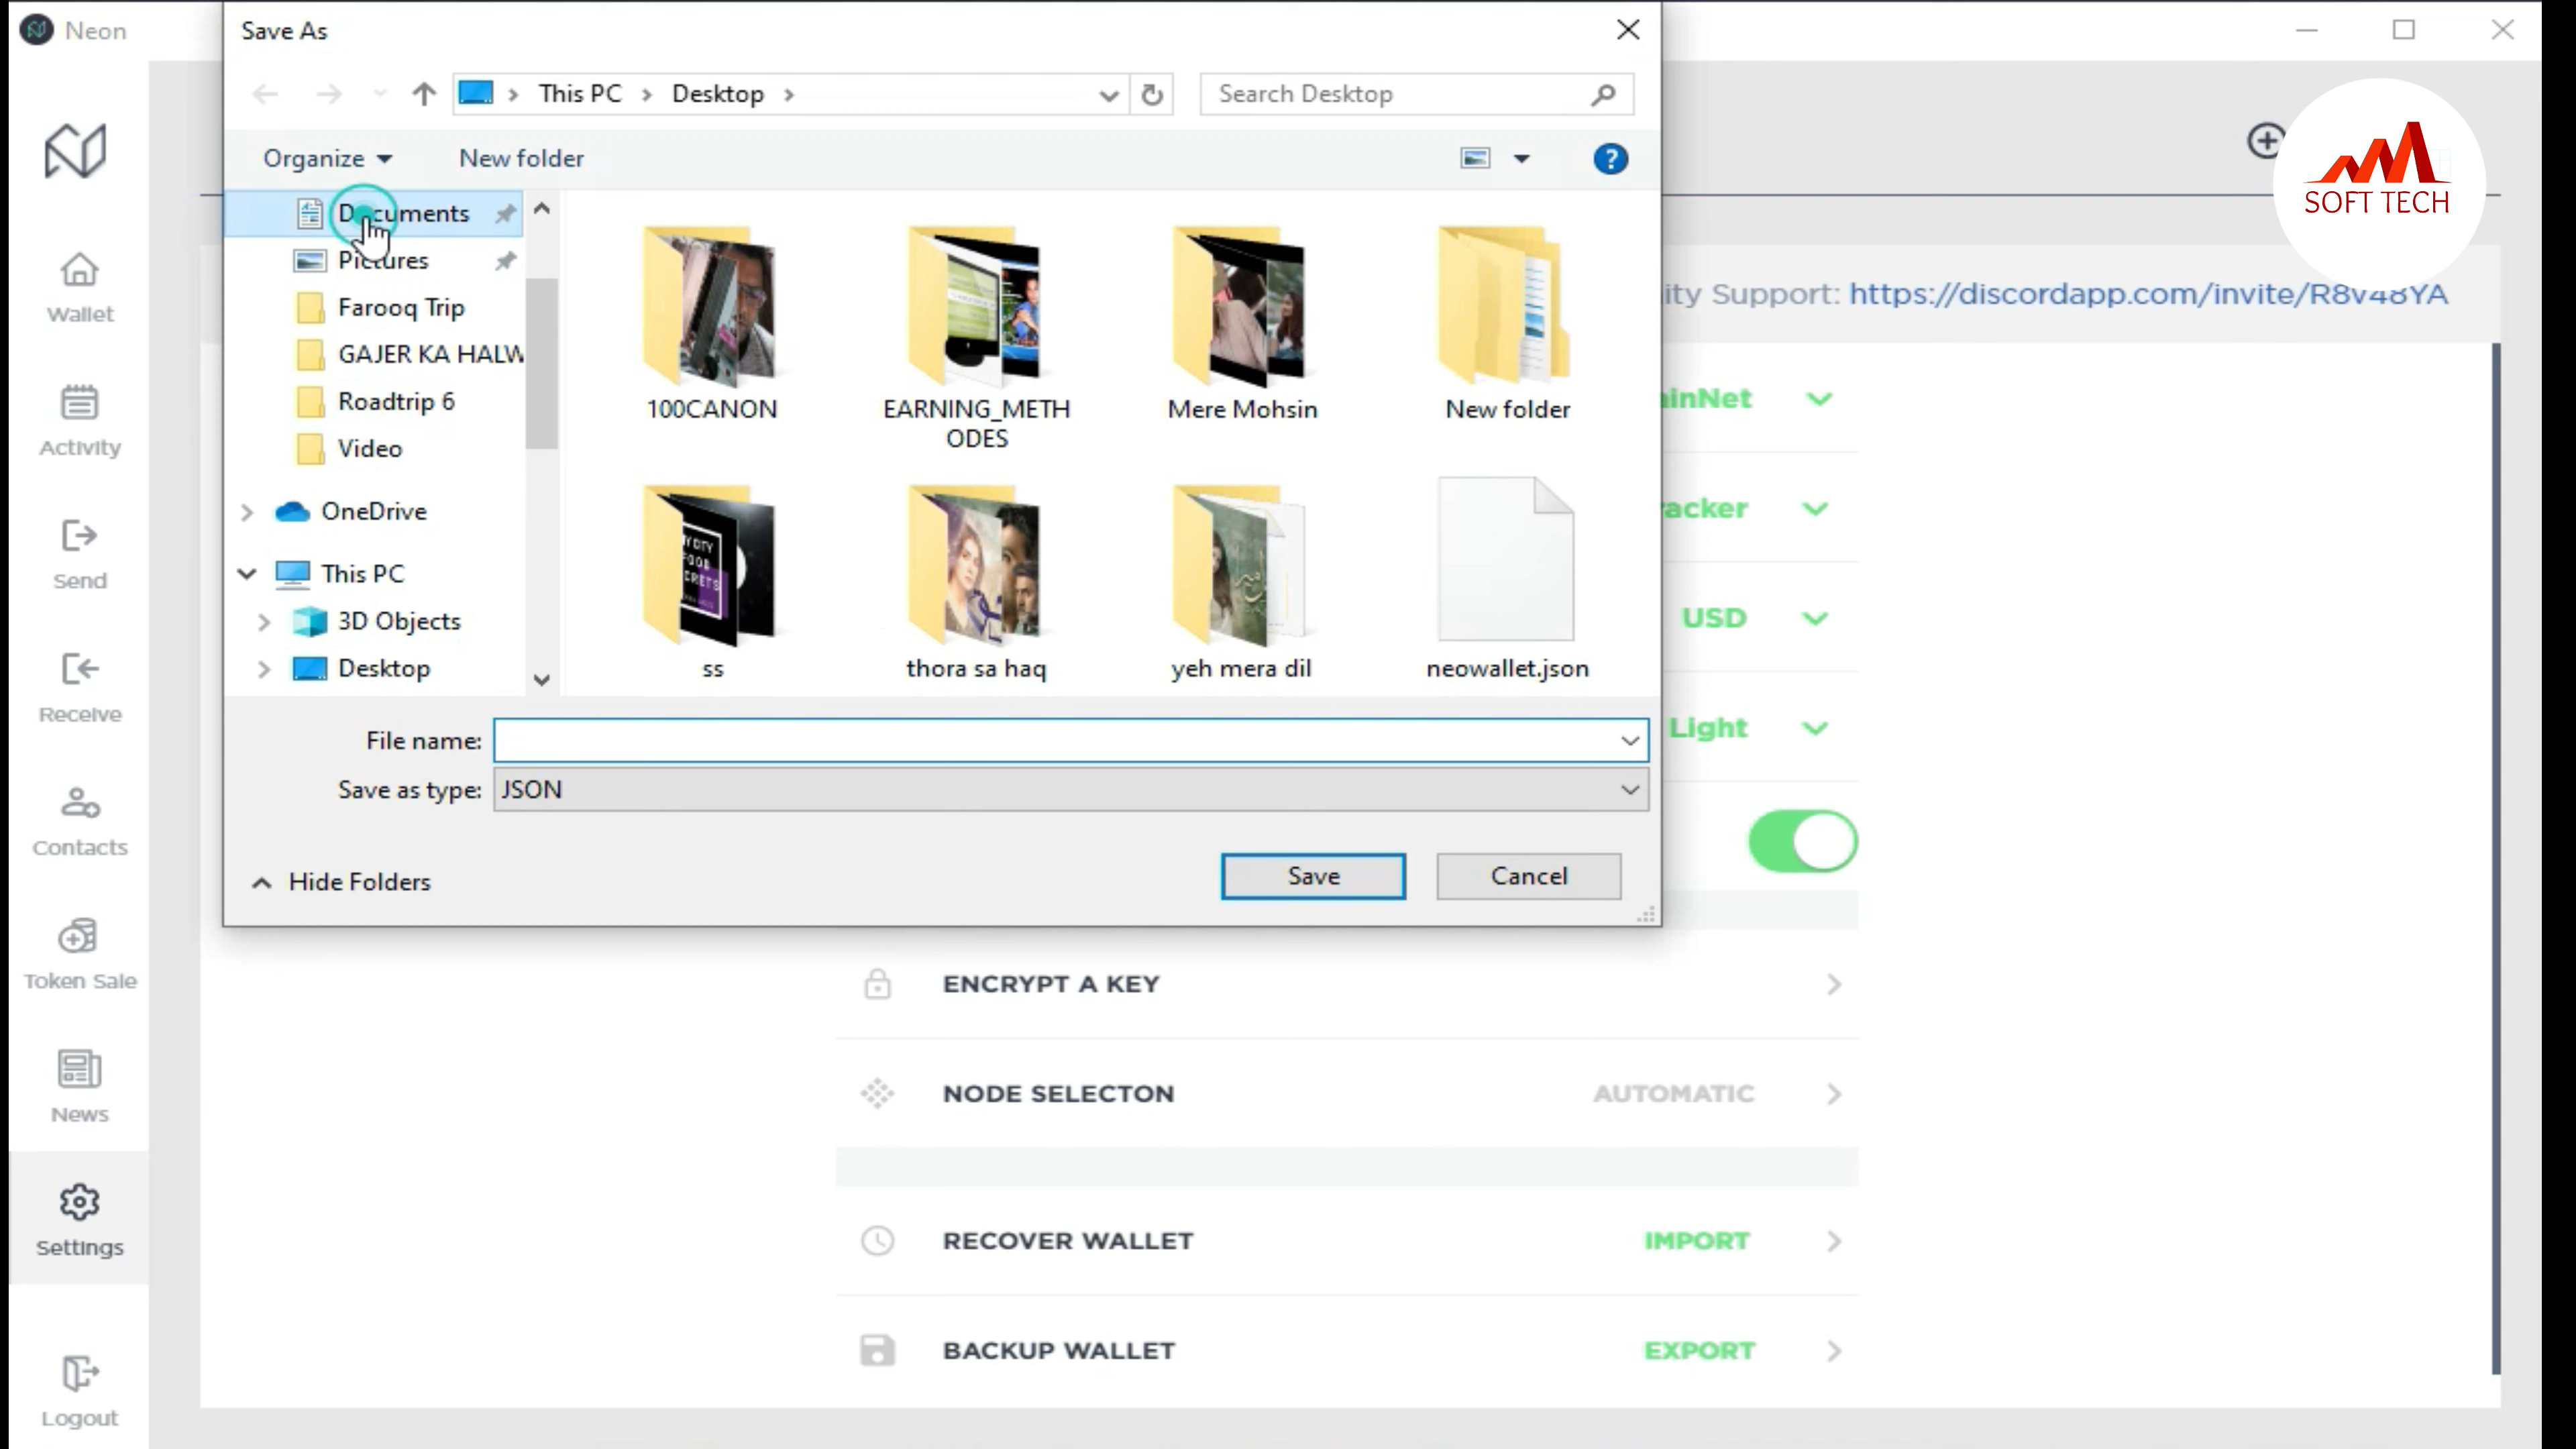 Neon
Save As
This PC
Desktop
Search Desktop
Organize
New folder
SOFT TECH
Documents
Pictures
Farooq Trip
GAJER KA HALW
Roadtrip 6
Video
OneDrive
This PC
3D Objects
Desktop
100CANON
EARNING_METH
ODES
Mere Mohsin
New folder
ss
thora sa haq
yeh mera dil
neowallet.json
File name:
Save as type: JSON
Hide Folders
Save
Cancel
Wallet
Activity
Send
Receive
Contacts
Token Sale
News
Settings
Logout
ity Support: https://discordapp.com/invite/R8v48YA
ainNet
racker
USD
Light
ENCRYPT A KEY
NODE SELECTON AUTOMATIC
RECOVER WALLET IMPORT
BACKUP WALLET EXPORT